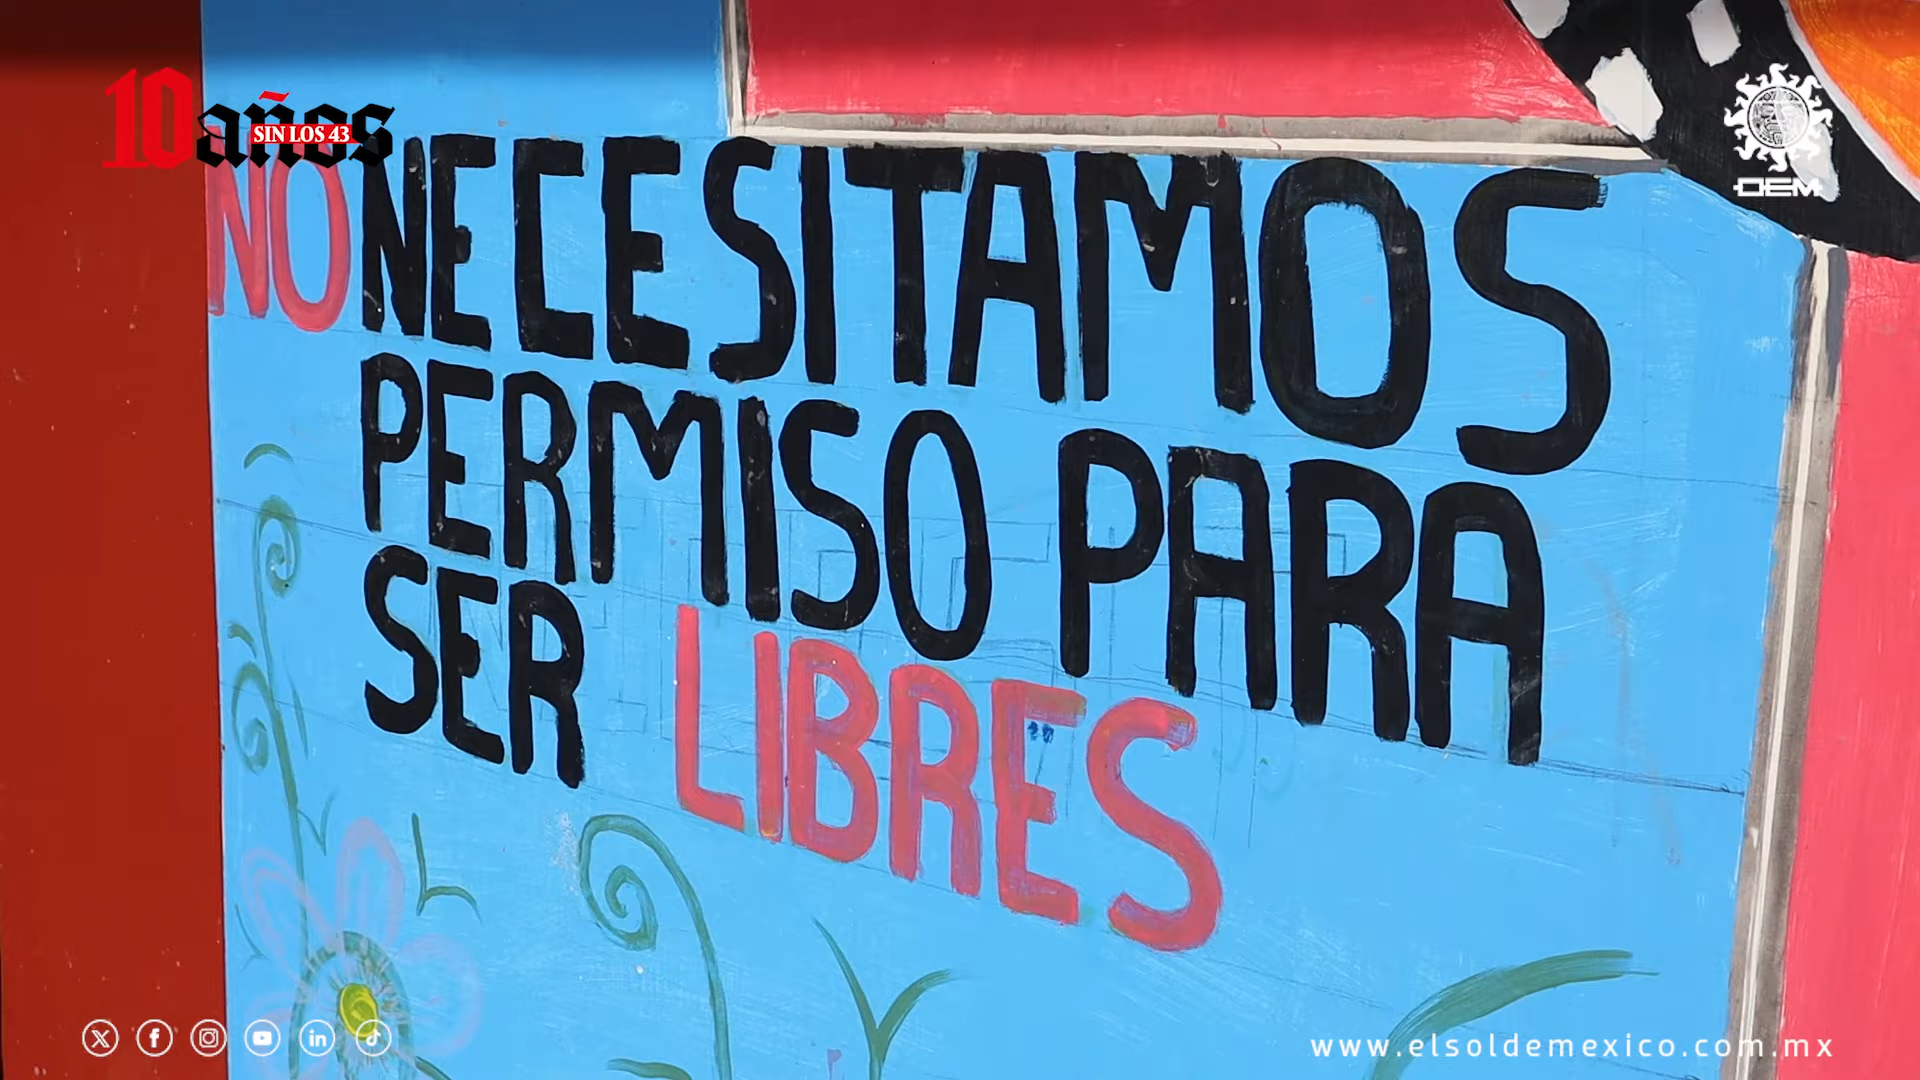 10 años
SIN LOS 43
OEM
NO NECESITAMOS
PERMISO PARA
SER LIBRES
www.elsoldemexico.com.mx